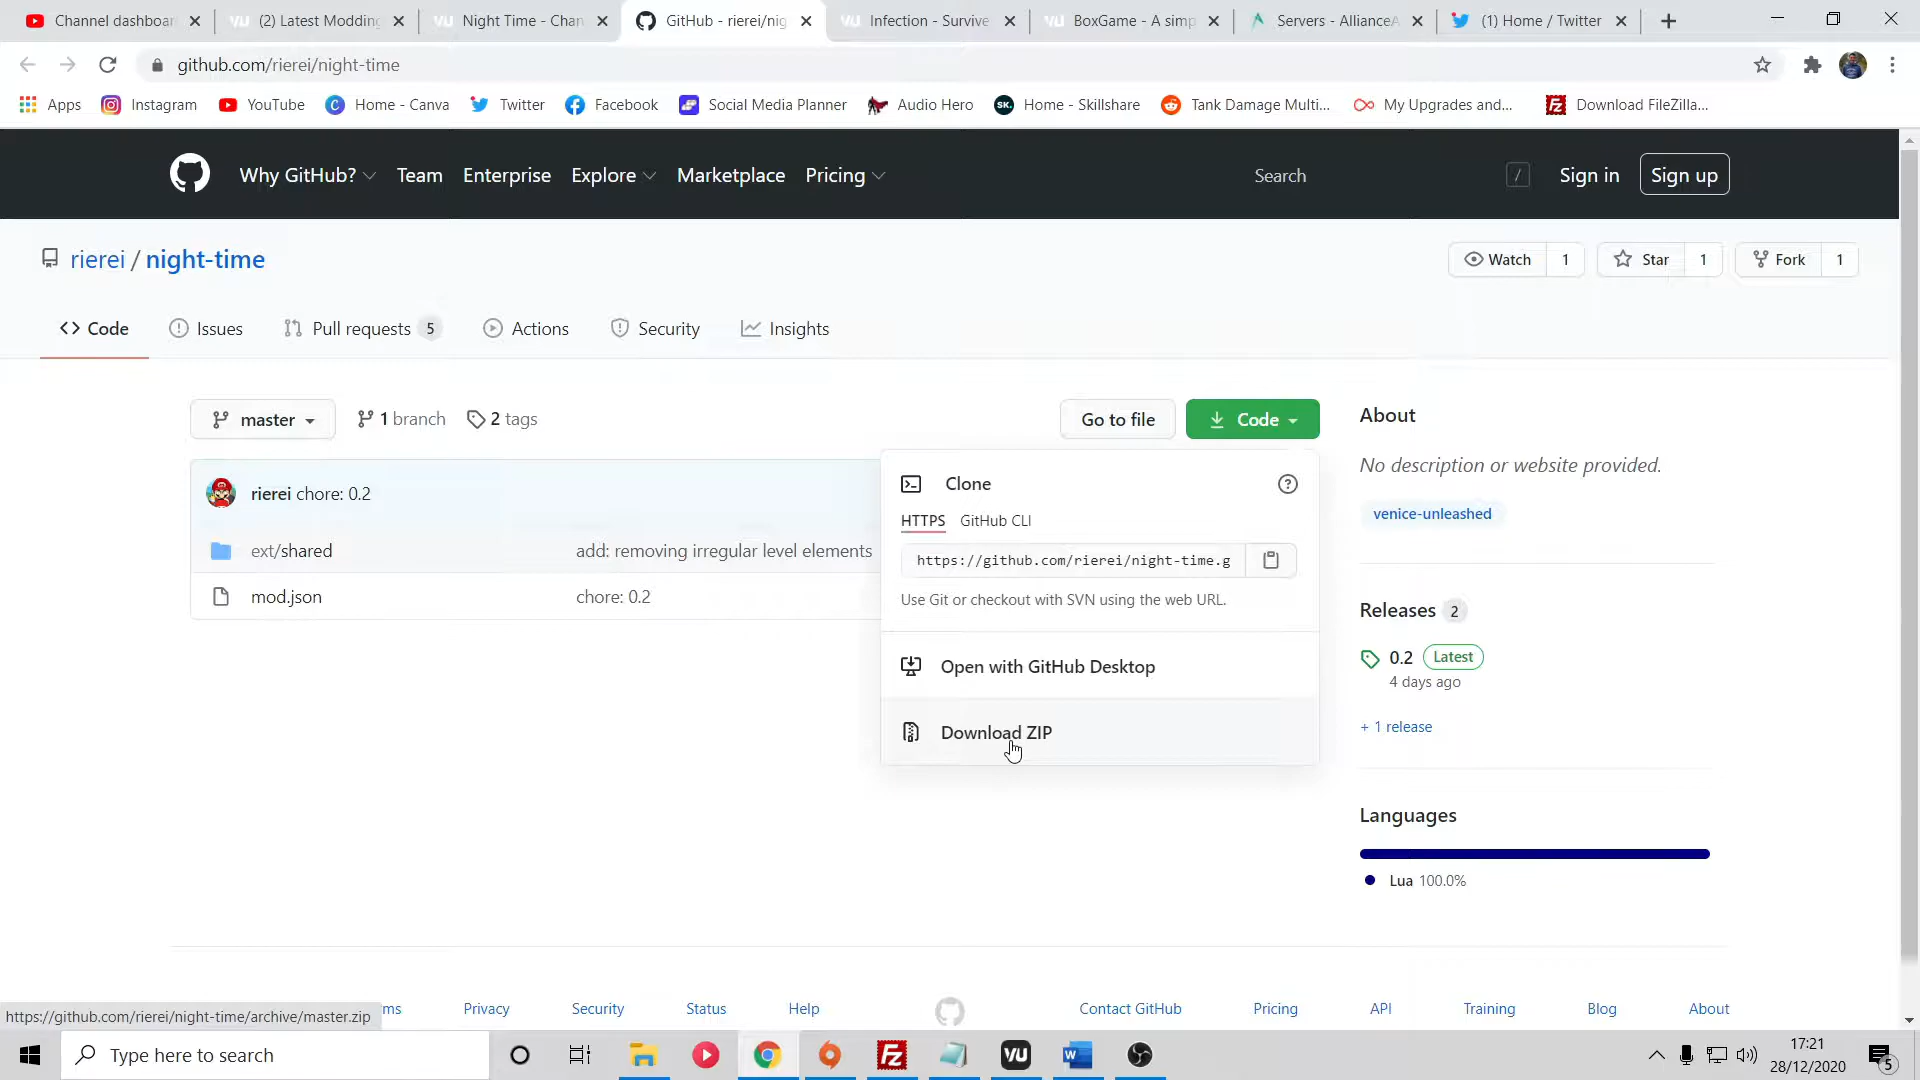 Channel dashboar
(2) Latest Modding
Night Time - Chan
GitHub - rierei/nig
Infection - Survive
BoxGame - A simp
Servers - AllianceA
(1) Home / Twitter
github.com/rierei/night-time
Apps
Instagram
YouTube
Home - Canva
Twitter
Facebook
Social Media Planner
Audio Hero
Home - Skillshare
Tank Damage Multi...
My Upgrades and...
Download FileZilla...
Why GitHub?
Team
Enterprise
Explore
Marketplace
Pricing
Search
/
Sign in
Sign up
rierei / night-time
Watch 1
Star 1
Fork 1
Code
Issues
Pull requests 5
Actions
Security
Insights
master
1 branch
2 tags
Go to file
Code
rierei chore: 0.2
ext/shared
add: removing irregular level elements
mod.json
chore: 0.2
Clone
HTTPS
GitHub CLI
https://github.com/rierei/night-time.g
Use Git or checkout with SVN using the web URL.
Open with GitHub Desktop
Download ZIP
About
No description or website provided.
venice-unleashed
Releases 2
0.2 Latest
4 days ago
+ 1 release
Languages
Lua 100.0%
ms
Privacy
Security
Status
Help
Contact GitHub
Pricing
API
Training
Blog
About
https://github.com/rierei/night-time/archive/master.zip
Type here to search
17:21
28/12/2020
5